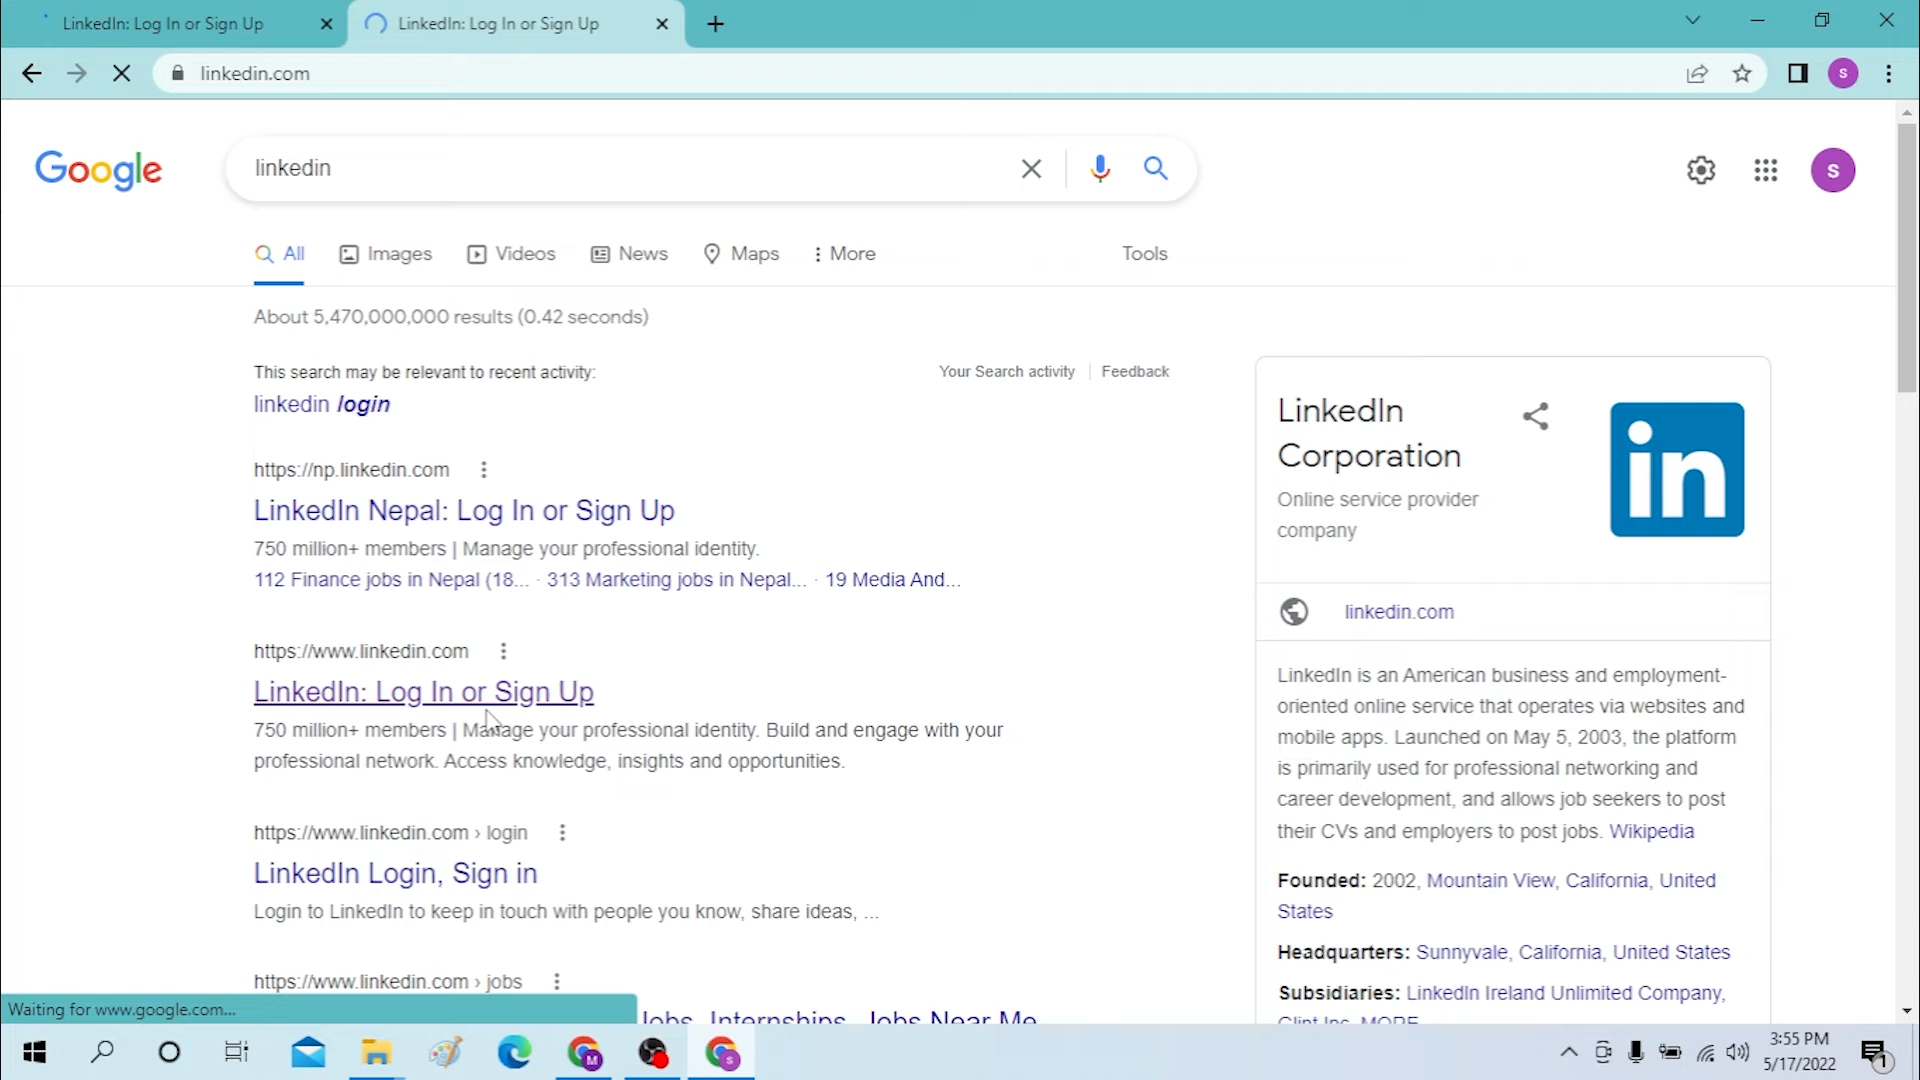 LinkedIn: Log In or Sign Up
LinkedIn: Log In or Sign Up
linkedin.com
S
Google
linkedin
S
All
Images
Videos
News
Maps
More
Tools
About 5,470,000,000 results (0.42 seconds)
This search may be relevant to recent activity:
Your Search activity
Feedback
linkedin login
https://np.linkedin.com
LinkedIn Nepal: Log In or Sign Up
750 million+ members | Manage your professional identity.
112 Finance jobs in Nepal (18... · 313 Marketing jobs in Nepal... · 19 Media And...
https://www.linkedin.com
LinkedIn: Log In or Sign Up
750 million+ members | Manage your professional identity. Build and engage with your
professional network. Access knowledge, insights and opportunities.
https://www.linkedin.com › login
LinkedIn Login, Sign in
Login to LinkedIn to keep in touch with people you know, share ideas, ...
https://www.linkedin.com › jobs
Jobs, Internships, Jobs Near Me
LinkedIn
Corporation
Online service provider
company
in
linkedin.com
LinkedIn is an American business and employment-
oriented online service that operates via websites and
mobile apps. Launched on May 5, 2003, the platform
is primarily used for professional networking and
career development, and allows job seekers to post
their CVs and employers to post jobs. Wikipedia
Founded: 2002, Mountain View, California, United
States
Headquarters: Sunnyvale, California, United States
Subsidiaries: LinkedIn Ireland Unlimited Company,
Glint Inc, MORE
Waiting for www.google.com...
M
S
3:55 PM
5/17/2022
1